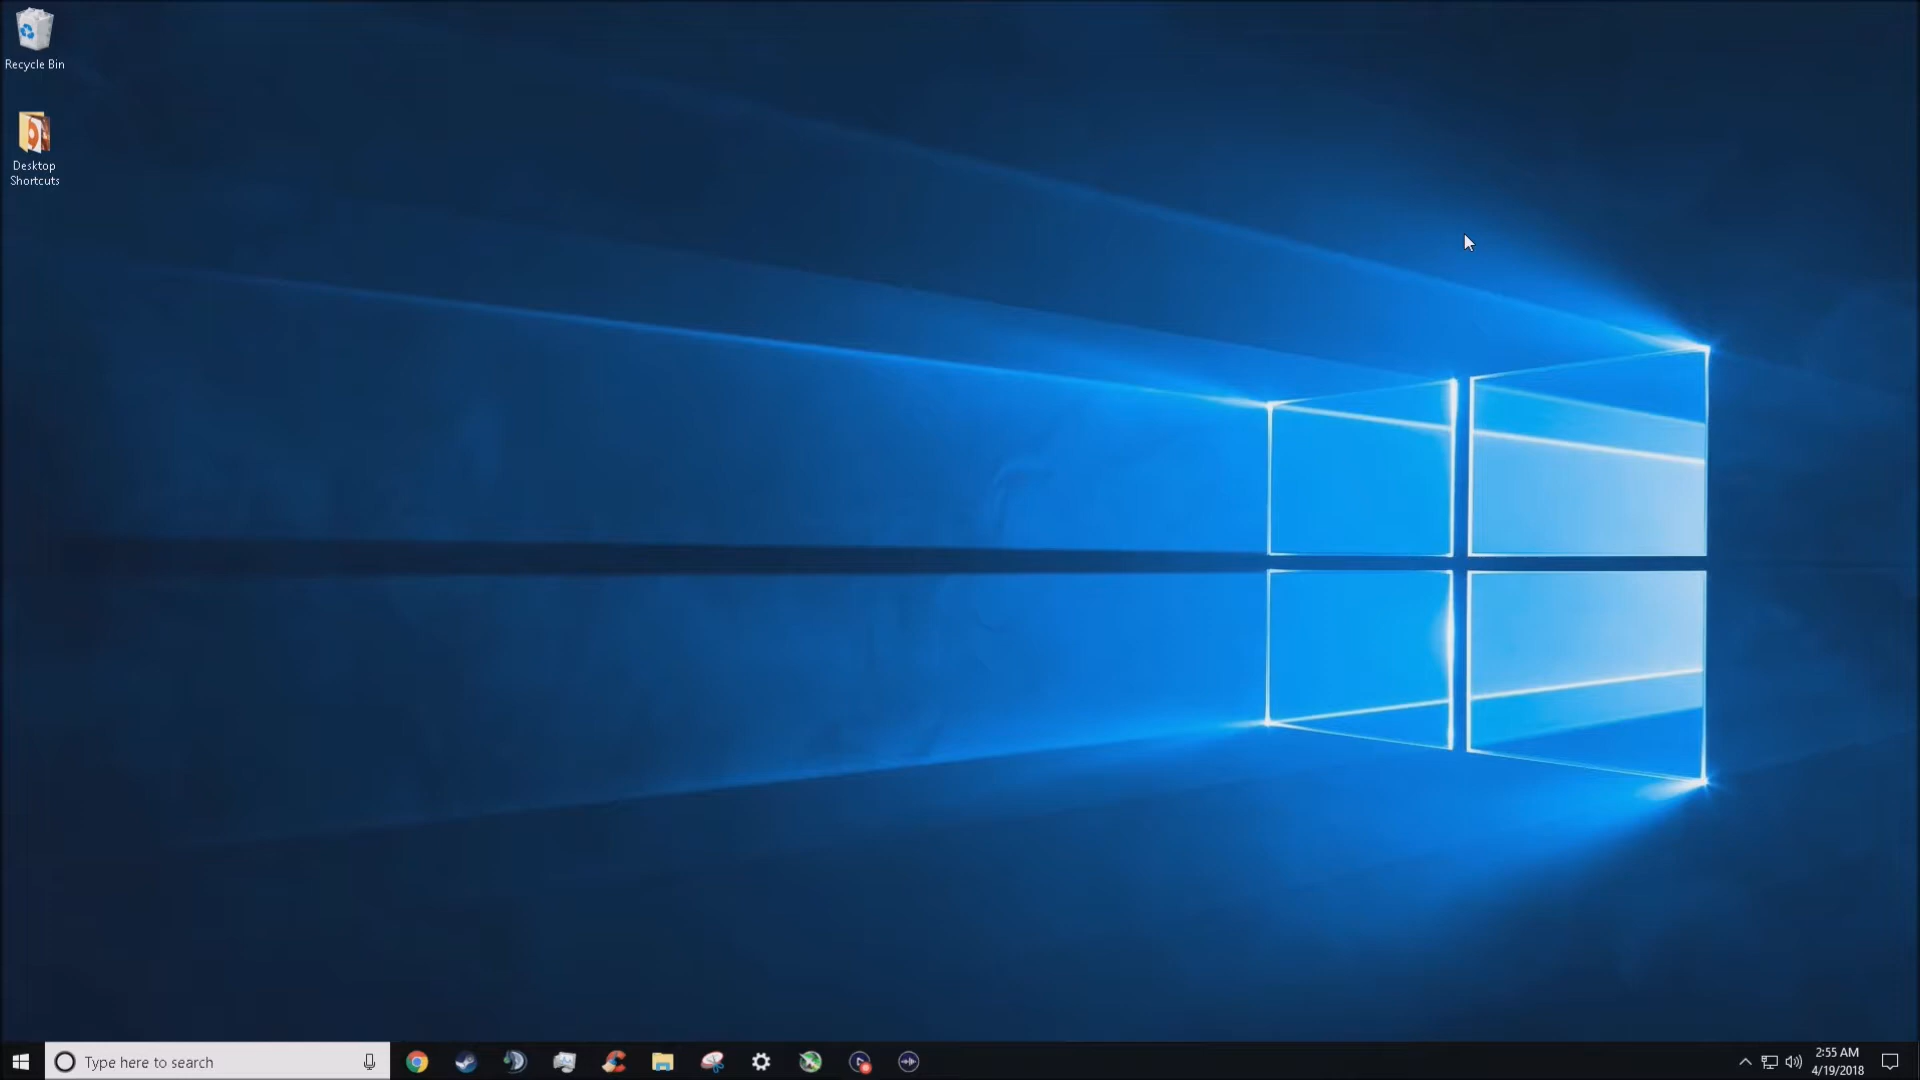 Recycle Bin
Desktop
Shortcuts
Type here to search
2:55 AM
4/19/2018